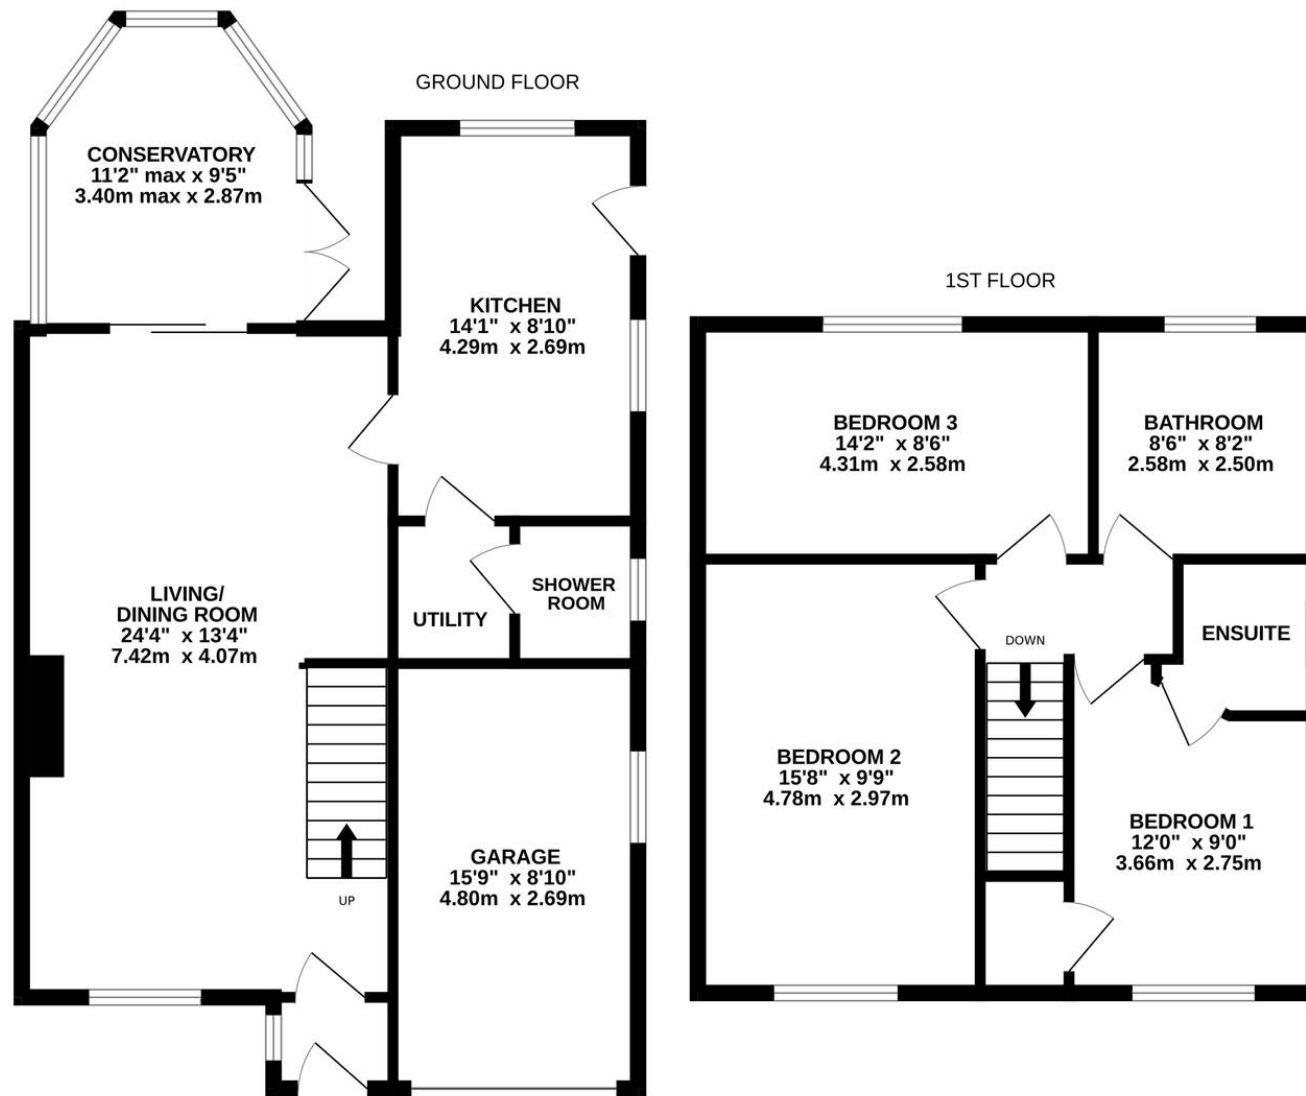 GROUND FLOOR
CONSERVATORY
11'2" max x 9'5"
3.40m max x 2.87m
KITCHEN
14'1" x 8'10"
4.29m x 2.69m
LIVING/
DINING ROOM
24'4" x 13'4"
7.42m x 4.07m
UTILITY
SHOWER
ROOM
GARAGE
15'9" x 8'10"
4.80m x 2.69m
UP
1ST FLOOR
BEDROOM 3
14'2" x 8'6"
4.31m x 2.58m
BATHROOM
8'6" x 8'2"
2.58m x 2.50m
DOWN
ENSUITE
BEDROOM 2
15'8" x 9'9"
4.78m x 2.97m
BEDROOM 1
12'0" x 9'0"
3.66m x 2.75m